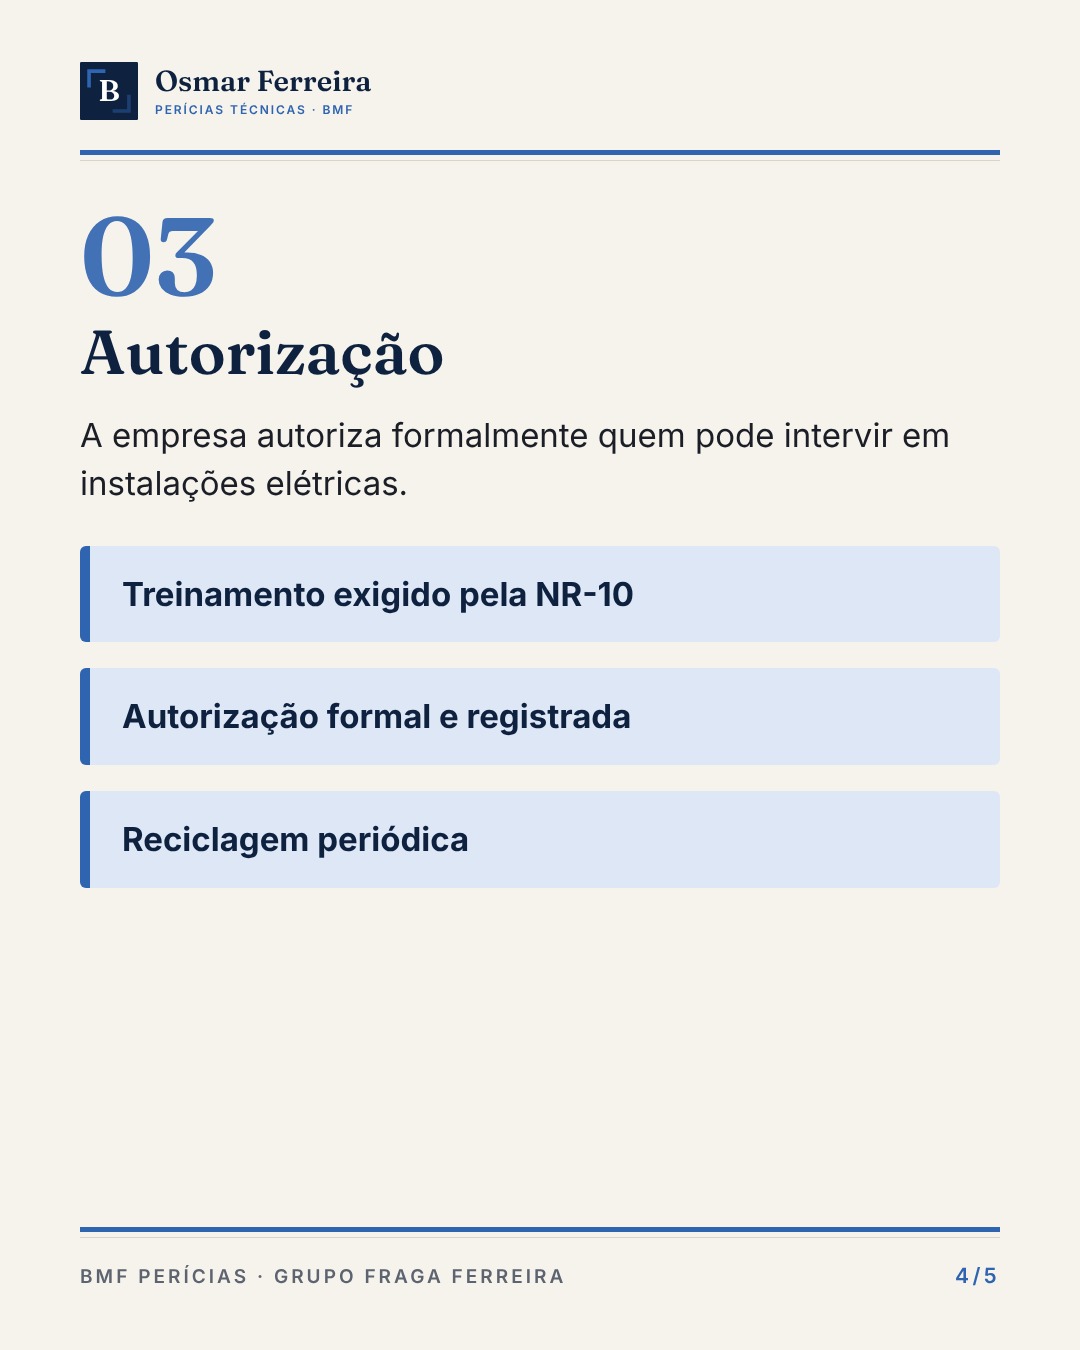 B
Osmar Ferreira
PERÍCIAS TÉCNICAS · BMF
03
Autorização
A empresa autoriza formalmente quem pode intervir em
instalações elétricas.
Treinamento exigido pela NR-10
Autorização formal e registrada
Reciclagem periódica
BMF PERÍCIAS · GRUPO FRAGA FERREIRA
4/5